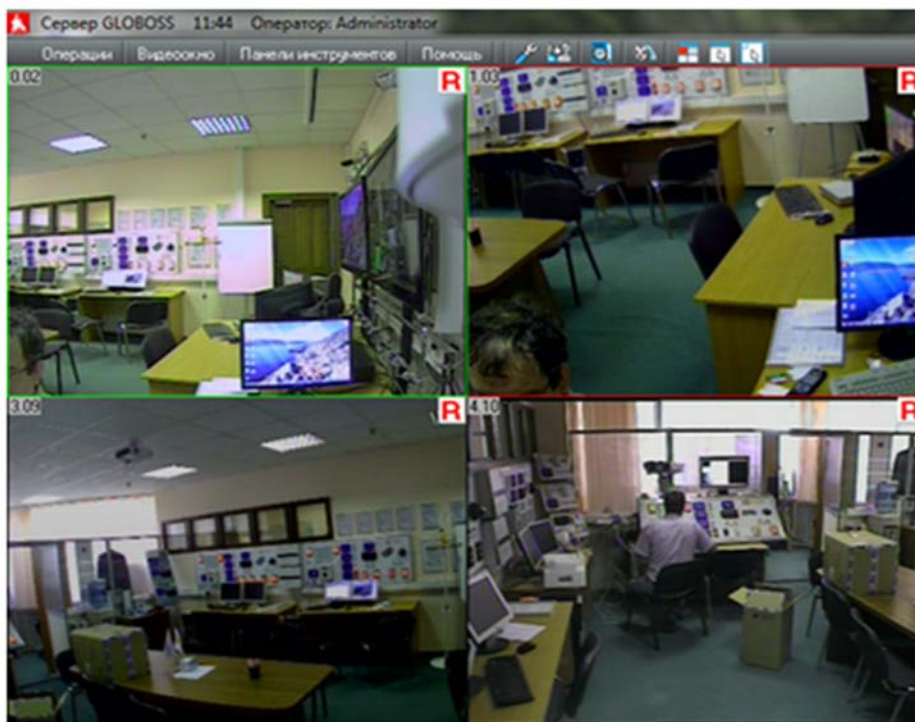 Сервер GLOBOSS 11:44 Оператор: Administrator
Операции Видеоокно Панели инструментов Помощь
0.02 R 1.03 R
3.09 R 4.10 R